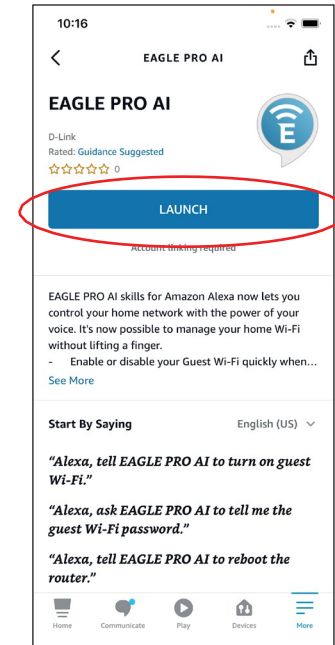 10:16
EAGLE PRO AI
EAGLE PRO AI
D-Link
Rated: Guidance Suggested
0
E
LAUNCH
Account linking required
EAGLE PRO AI skills for Amazon Alexa now lets you
control your home network with the power of your
voice. It's now possible to manage your home Wi-Fi
without lifting a finger.
- Enable or disable your Guest Wi-Fi quickly when...
See More
Start By Saying English (US)
“Alexa, tell EAGLE PRO AI to turn on guest
Wi-Fi.”
“Alexa, ask EAGLE PRO AI to tell me the
guest Wi-Fi password.”
“Alexa, tell EAGLE PRO AI to reboot the
router.”
Home Communicate Play Devices More